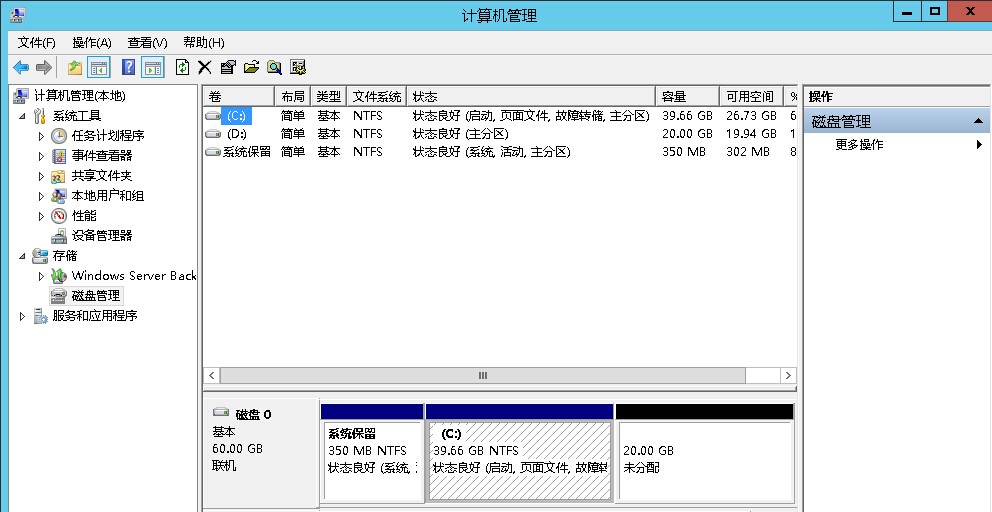 计算机管理
文件(F) 操作(A) 查看(V) 帮助(H)
计算机管理(本地)
系统工具
任务计划程序
事件查看器
共享文件夹
本地用户和组
性能
设备管理器
存储
Windows Server Back
磁盘管理
服务和应用程序
卷 布局 类型 文件系统 状态 容量 可用空间 %
(C:) 简单 基本 NTFS 状态良好 (启动, 页面文件, 故障转储, 主分区) 39.66 GB 26.73 GB 6
(D:) 简单 基本 NTFS 状态良好 (主分区) 20.00 GB 19.94 GB 1
系统保留 简单 基本 NTFS 状态良好 (系统, 活动, 主分区) 350 MB 302 MB 8
操作
磁盘管理
更多操作
磁盘 0
基本
60.00 GB
联机
系统保留
350 MB NTFS
状态良好 (系统,
(C:)
39.66 GB NTFS
状态良好 (启动, 页面文件, 故障转
20.00 GB
未分配